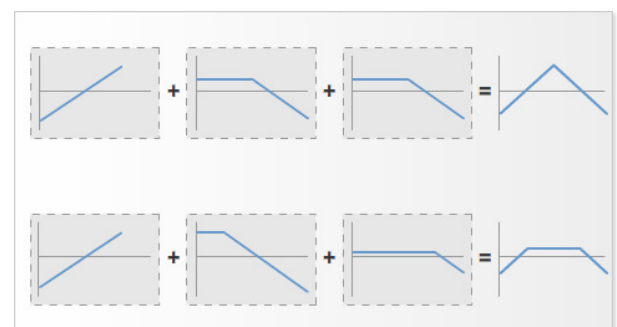 + + =
+ + =